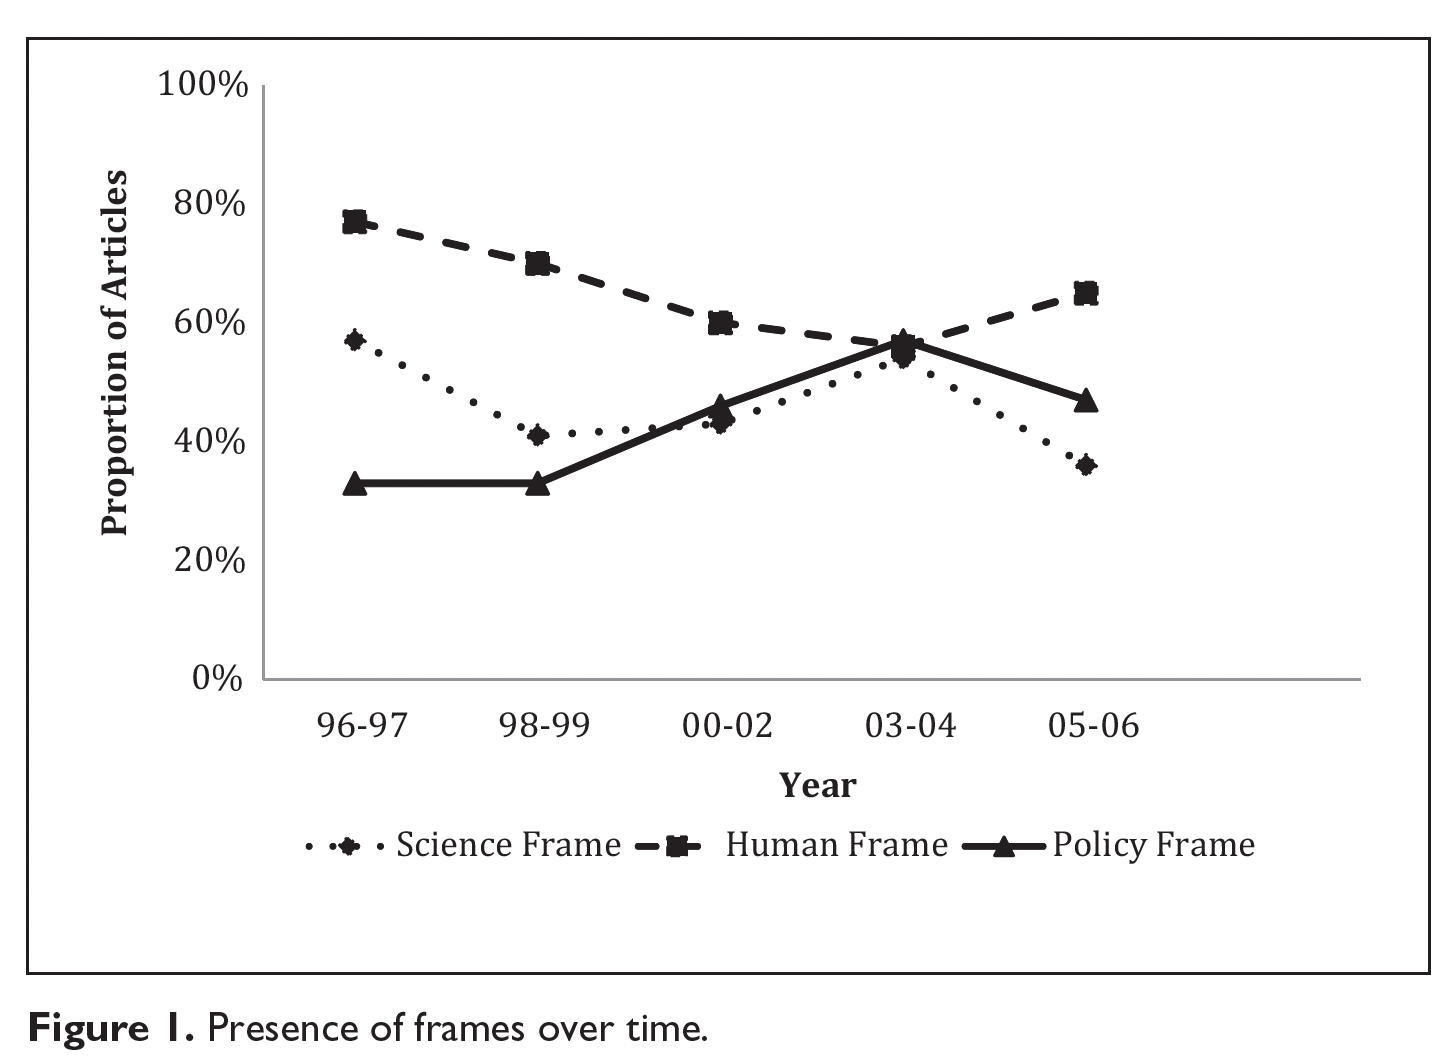 100%
80%
60%
40%
20%
0%
Proportion of Articles
96-97 98-99 00-02 03-04 05-06
Year
Science Frame Human Frame Policy Frame
Figure 1. Presence of frames over time.